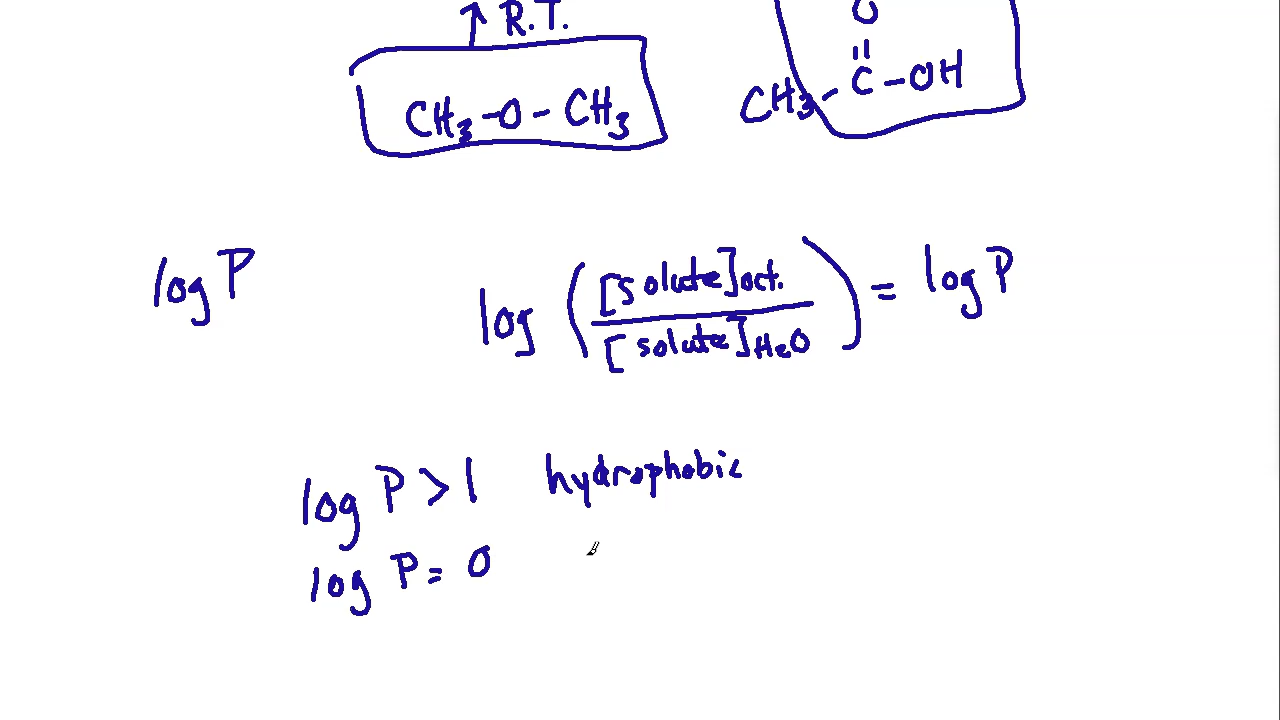 ↑ R.T.
O
||
CH₃-O-CH₃
CH₃-C-OH
log P
log ([solute]oct. / [solute]H₂O) = log P
log P > 1 hydrophobic
log P = 0